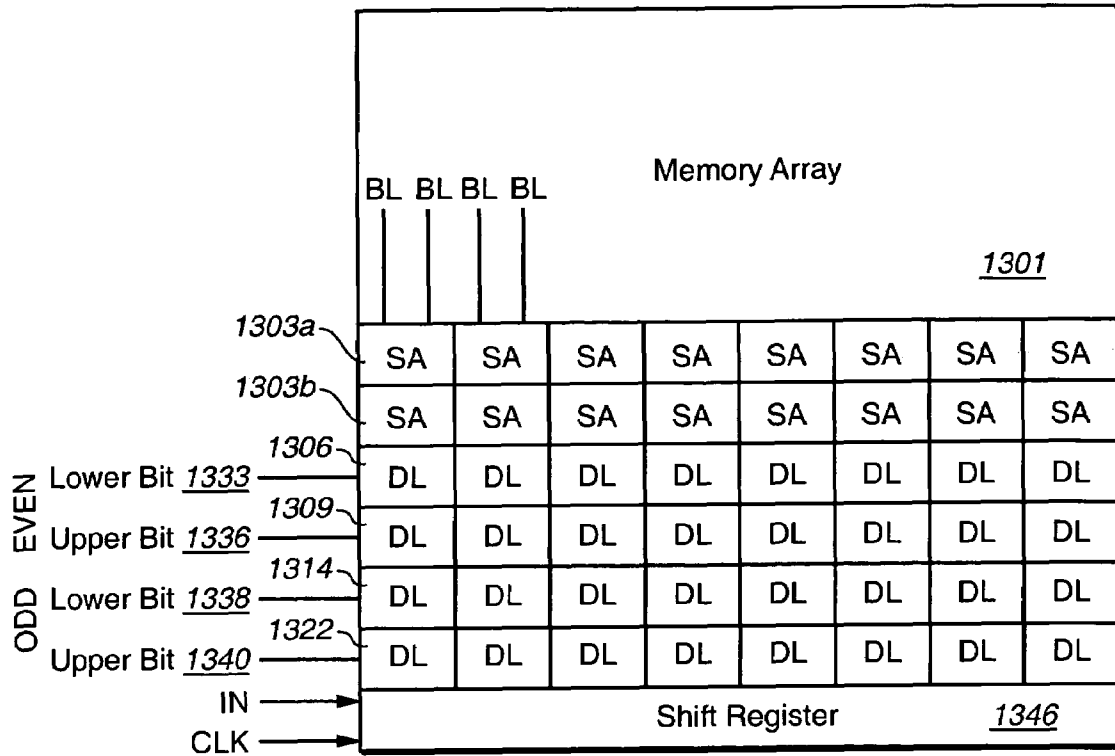 Memory Array
BL BL BL BL
1301
1303a
SA SA SA SA SA SA SA SA
1303b
SA SA SA SA SA SA SA SA
1306
EVEN
Lower Bit 1333
DL DL DL DL DL DL DL DL
1309
Upper Bit 1336
DL DL DL DL DL DL DL DL
1314
ODD
Lower Bit 1338
DL DL DL DL DL DL DL DL
1322
Upper Bit 1340
DL DL DL DL DL DL DL DL
IN
Shift Register 1346
CLK